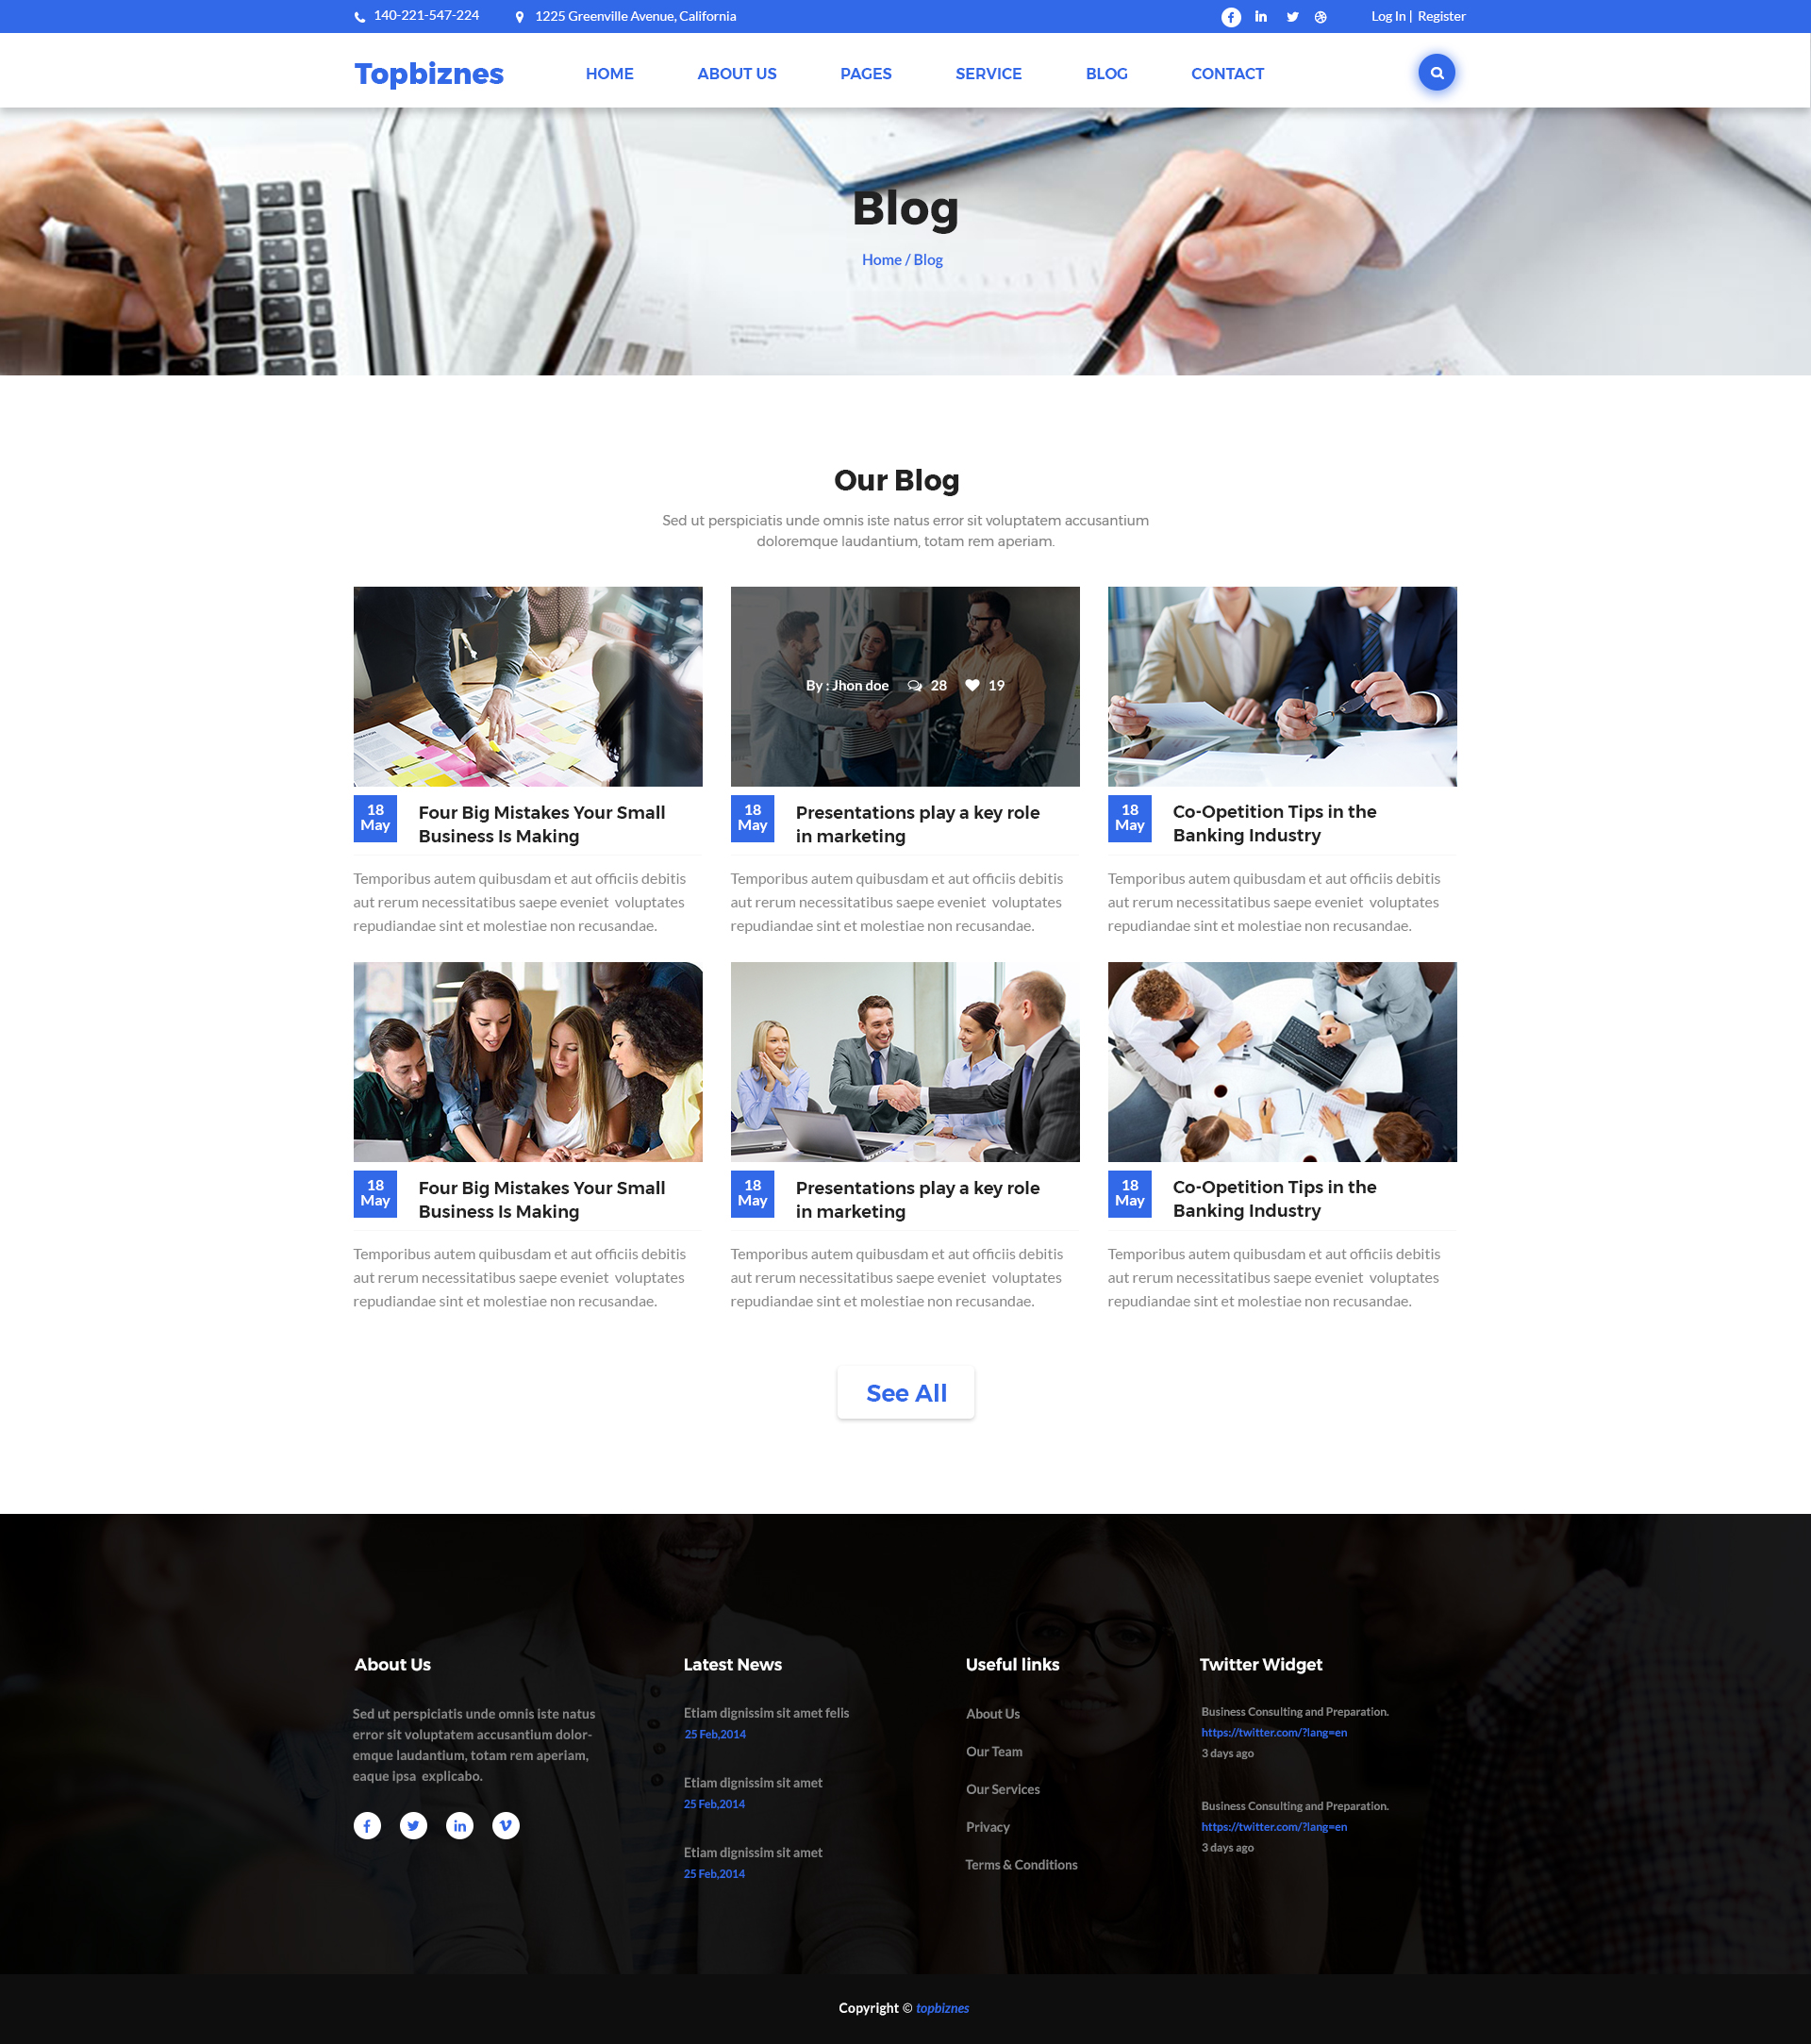 140-221-547-224 1225 Greenville Avenue, California Log In | Register
Topbiznes HOME ABOUT US PAGES SERVICE BLOG CONTACT
Blog
Home / Blog
Our Blog
Sed ut perspiciatis unde omnis iste natus error sit voluptatem accusantium
doloremque laudantium, totam rem aperiam.
By : Jhon doe 28 19
18
May
Four Big Mistakes Your Small
Business Is Making
Temporibus autem quibusdam et aut officiis debitis
aut rerum necessitatibus saepe eveniet voluptates
repudiandae sint et molestiae non recusandae.
18
May
Presentations play a key role
in marketing
Temporibus autem quibusdam et aut officiis debitis
aut rerum necessitatibus saepe eveniet voluptates
repudiandae sint et molestiae non recusandae.
18
May
Co-Opetition Tips in the
Banking Industry
Temporibus autem quibusdam et aut officiis debitis
aut rerum necessitatibus saepe eveniet voluptates
repudiandae sint et molestiae non recusandae.
18
May
Four Big Mistakes Your Small
Business Is Making
Temporibus autem quibusdam et aut officiis debitis
aut rerum necessitatibus saepe eveniet voluptates
repudiandae sint et molestiae non recusandae.
18
May
Presentations play a key role
in marketing
Temporibus autem quibusdam et aut officiis debitis
aut rerum necessitatibus saepe eveniet voluptates
repudiandae sint et molestiae non recusandae.
18
May
Co-Opetition Tips in the
Banking Industry
Temporibus autem quibusdam et aut officiis debitis
aut rerum necessitatibus saepe eveniet voluptates
repudiandae sint et molestiae non recusandae.
See All
About Us
Sed ut perspiciatis unde omnis iste natus
error sit voluptatem accusantium dolor-
emque laudantium, totam rem aperiam,
eaque ipsa explicabo.
Latest News
Etiam dignissim sit amet felis
25 Feb,2014
Etiam dignissim sit amet
25 Feb,2014
Etiam dignissim sit amet
25 Feb,2014
Useful links
About Us
Our Team
Our Services
Privacy
Terms & Conditions
Twitter Widget
Business Consulting and Preparation.
https://twitter.com/?lang=en
3 days ago
Business Consulting and Preparation.
https://twitter.com/?lang=en
3 days ago
Copyright © topbiznes